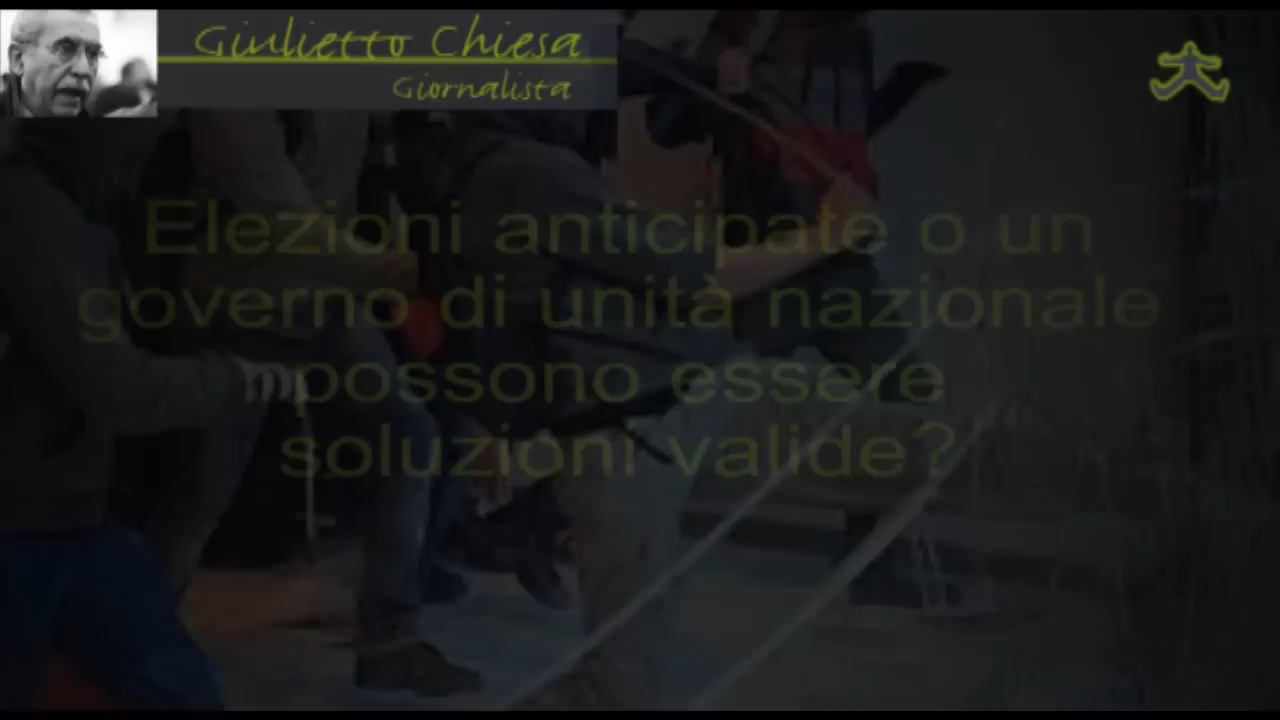 Giulietto Chiesa
Giornalista
Elezioni anticipate o un
governo di unità nazionale
possono essere
soluzioni valide?